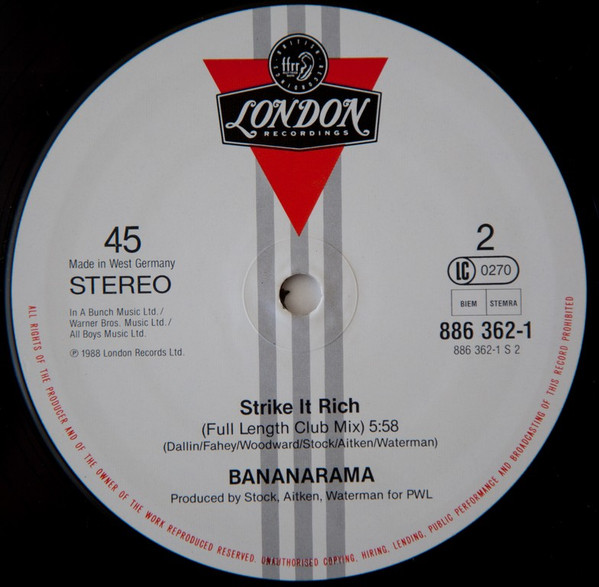 ffrr
LONDON
RECORDINGS
45
Made in West Germany
STEREO
In A Bunch Music Ltd./
Warner Bros. Music Ltd./
All Boys Music Ltd.
℗ 1988 London Records Ltd.
2
LC 0270
BIEM STEMRA
886 362-1
886 362-1 S 2
Strike It Rich
(Full Length Club Mix) 5:58
(Dallin/Fahey/Woodward/Stock/Aitken/Waterman)
BANANARAMA
Produced by Stock, Aitken, Waterman for PWL
ALL RIGHTS OF THE PRODUCER AND OF THE OWNER OF THE WORK REPRODUCED RESERVED. UNAUTHORISED COPYING, HIRING, LENDING, PUBLIC PERFORMANCE AND BROADCASTING OF THIS RECORD PROHIBITED